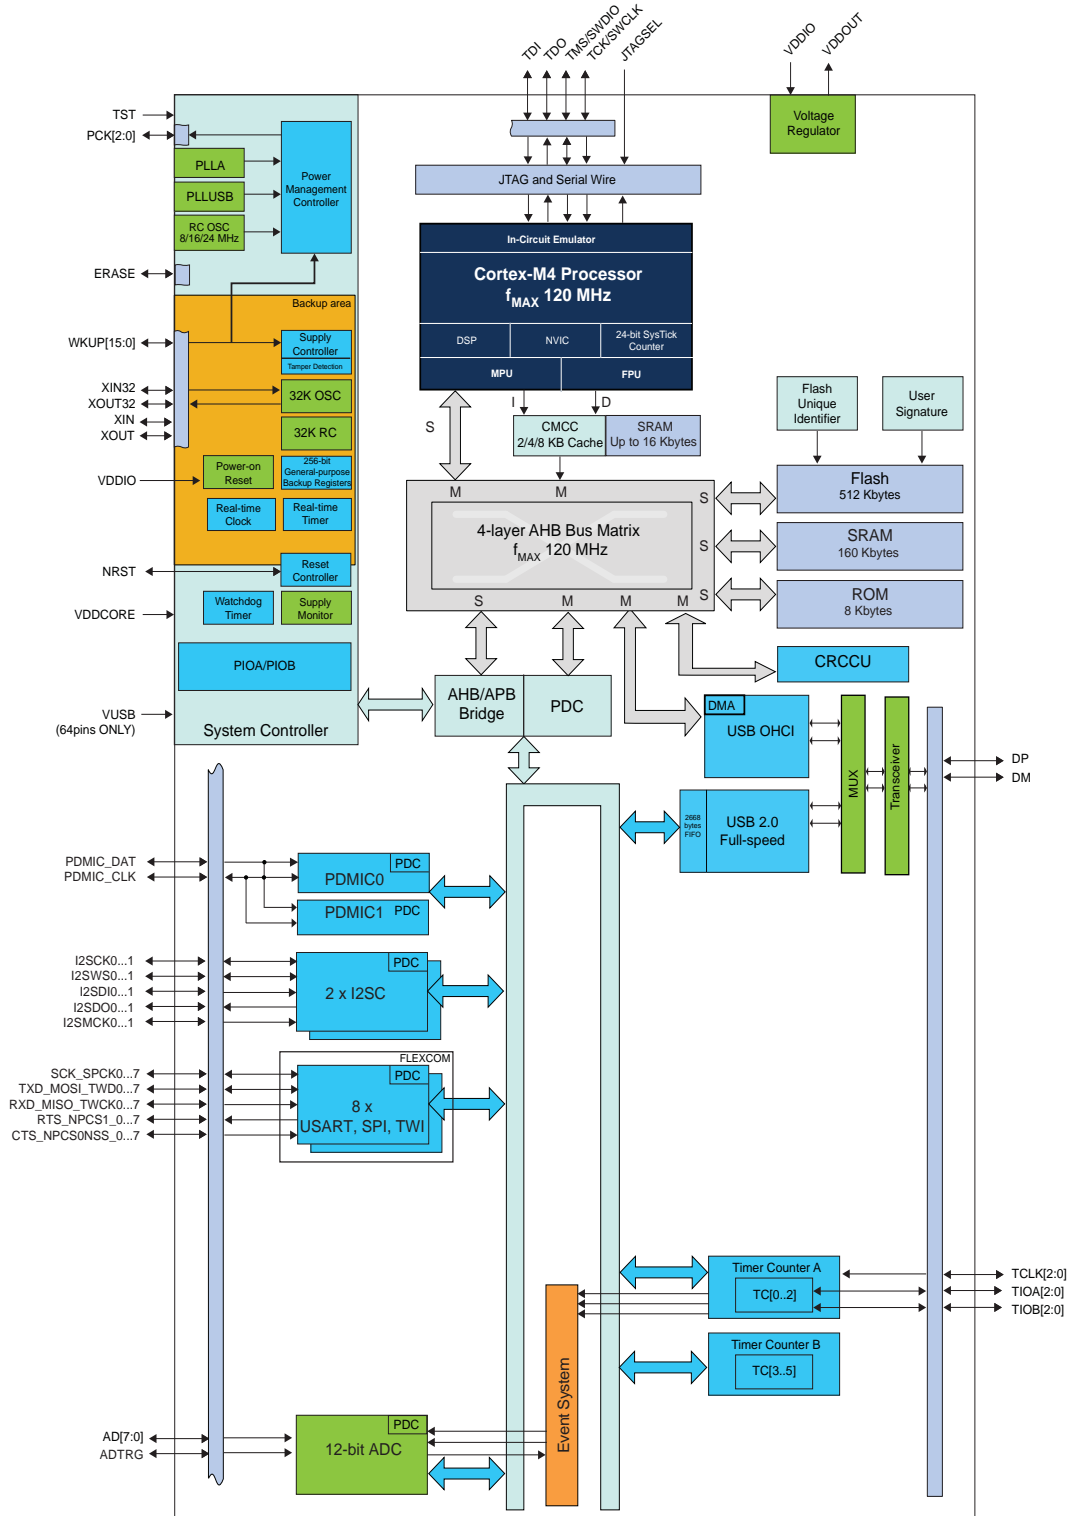 TDI
TDO
TMS/SWDIO
TCK/SWCLK
JTAGSEL
VDDIO
VDDOUT
TST
PCK[2:0]
PLLA
PLLUSB
RC OSC
8/16/24 MHz
Power
Management
Controller
Voltage
Regulator
JTAG and Serial Wire
In-Circuit Emulator
Cortex-M4 Processor
fMAX 120 MHz
DSP
NVIC
24-bit SysTick
Counter
MPU
FPU
ERASE
Backup area
WKUP[15:0]
Supply
Controller
Tamper Detection
XIN32
XOUT32
XIN
XOUT
32K OSC
32K RC
VDDIO
Power-on
Reset
256-bit
General-purpose
Backup Registers
Real-time
Clock
Real-time
Timer
NRST
Reset
Controller
VDDCORE
Watchdog
Timer
Supply
Monitor
PIOA/PIOB
VUSB
(64pins ONLY)
System Controller
S
I
D
CMCC
2/4/8 KB Cache
SRAM
Up to 16 Kbytes
Flash
Unique
Identifier
User
Signature
M
M
S
Flash
512 Kbytes
4-layer AHB Bus Matrix
fMAX 120 MHz
S
SRAM
160 Kbytes
S
ROM
8 Kbytes
S
M
M
M
CRCCU
AHB/APB
Bridge
PDC
DMA
USB OHCI
MUX
Transceiver
DP
DM
2668
bytes
FIFO
USB 2.0
Full-speed
PDMIC_DAT
PDMIC_CLK
PDC
PDMIC0
PDMIC1
PDC
I2SCK0...1
I2SWS0...1
I2SDI0...1
I2SDO0...1
I2SMCK0...1
PDC
2 x I2SC
FLEXCOM
SCK_SPCK0...7
TXD_MOSI_TWD0...7
RXD_MISO_TWCK0...7
RTS_NPCS1_0...7
CTS_NPCS0NSS_0...7
PDC
8 x
USART, SPI, TWI
Timer Counter A
TC[0..2]
TCLK[2:0]
TIOA[2:0]
TIOB[2:0]
Timer Counter B
TC[3..5]
Event System
AD[7:0]
ADTRG
PDC
12-bit ADC